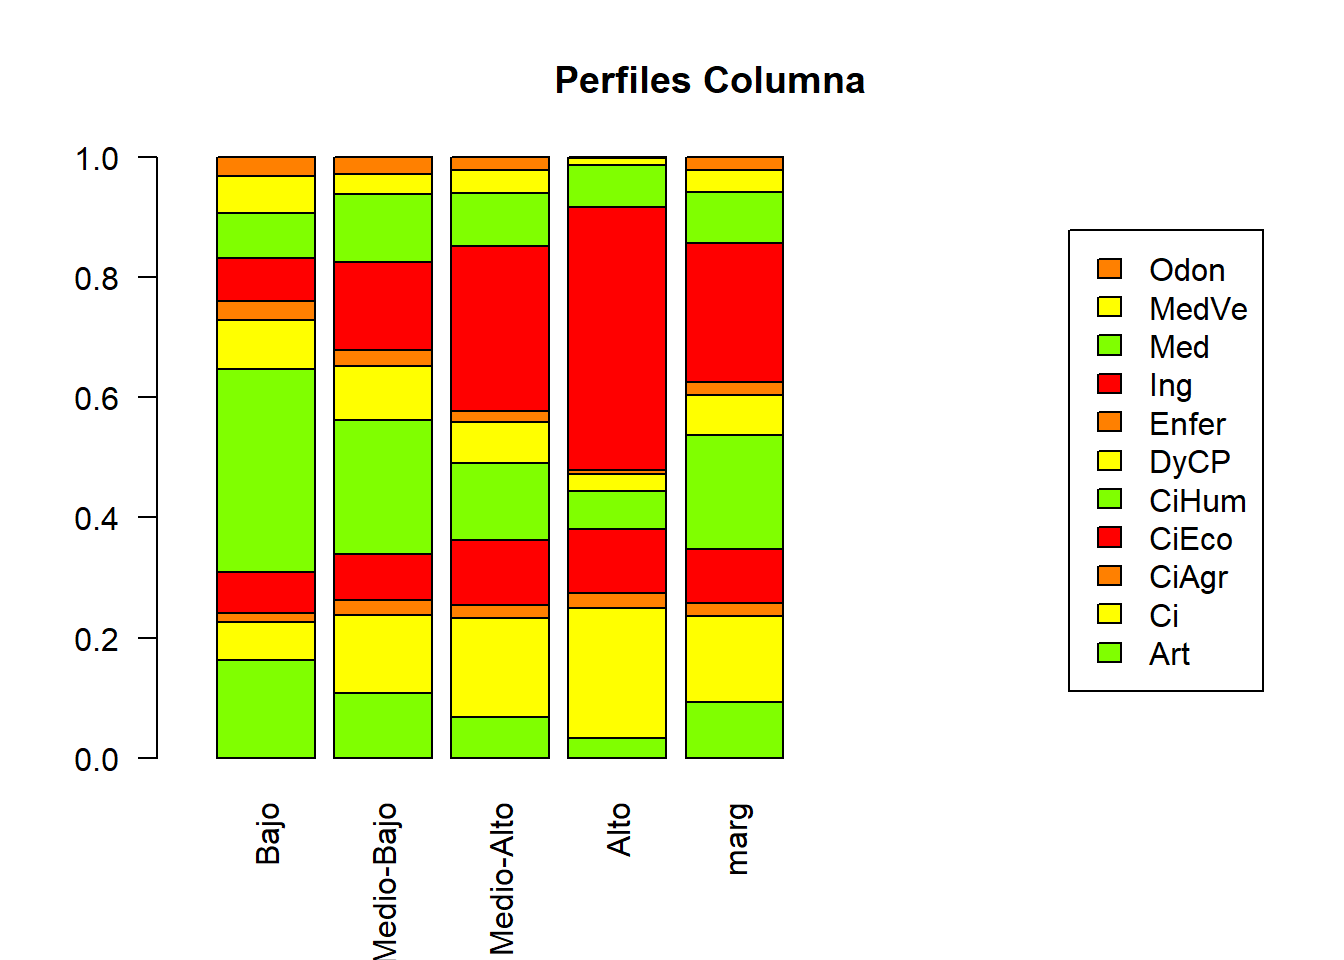 Perfiles Columna
1.0
0.8
0.6
0.4
0.2
0.0
Bajo
Medio-Bajo
Medio-Alto
Alto
marg
Odon
MedVe
Med
Ing
Enfer
DyCP
CiHum
CiEco
CiAgr
Ci
Art